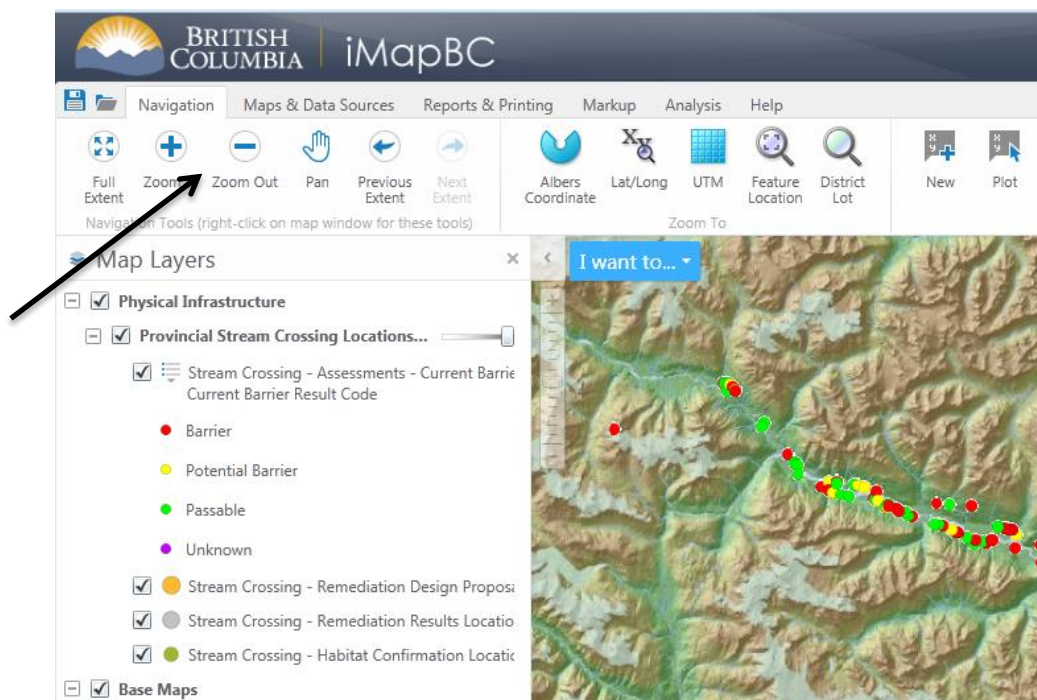 BRITISH
COLUMBIA
iMapBC
Navigation Maps & Data Sources Reports & Printing Markup Analysis Help
Full
Extent
Zoom
Zoom Out
Pan
Previous
Extent
Next
Extent
Albers
Coordinate
Lat/Long
UTM
Feature
Location
District
Lot
New
Plot
Navigation Tools (right-click on map window for these tools)
Zoom To
Map Layers
I want to...
Physical Infrastructure
Provincial Stream Crossing Locations...
Stream Crossing - Assessments - Current Barrie
Current Barrier Result Code
Barrier
Potential Barrier
Passable
Unknown
Stream Crossing - Remediation Design Proposa
Stream Crossing - Remediation Results Locatio
Stream Crossing - Habitat Confirmation Locatic
Base Maps